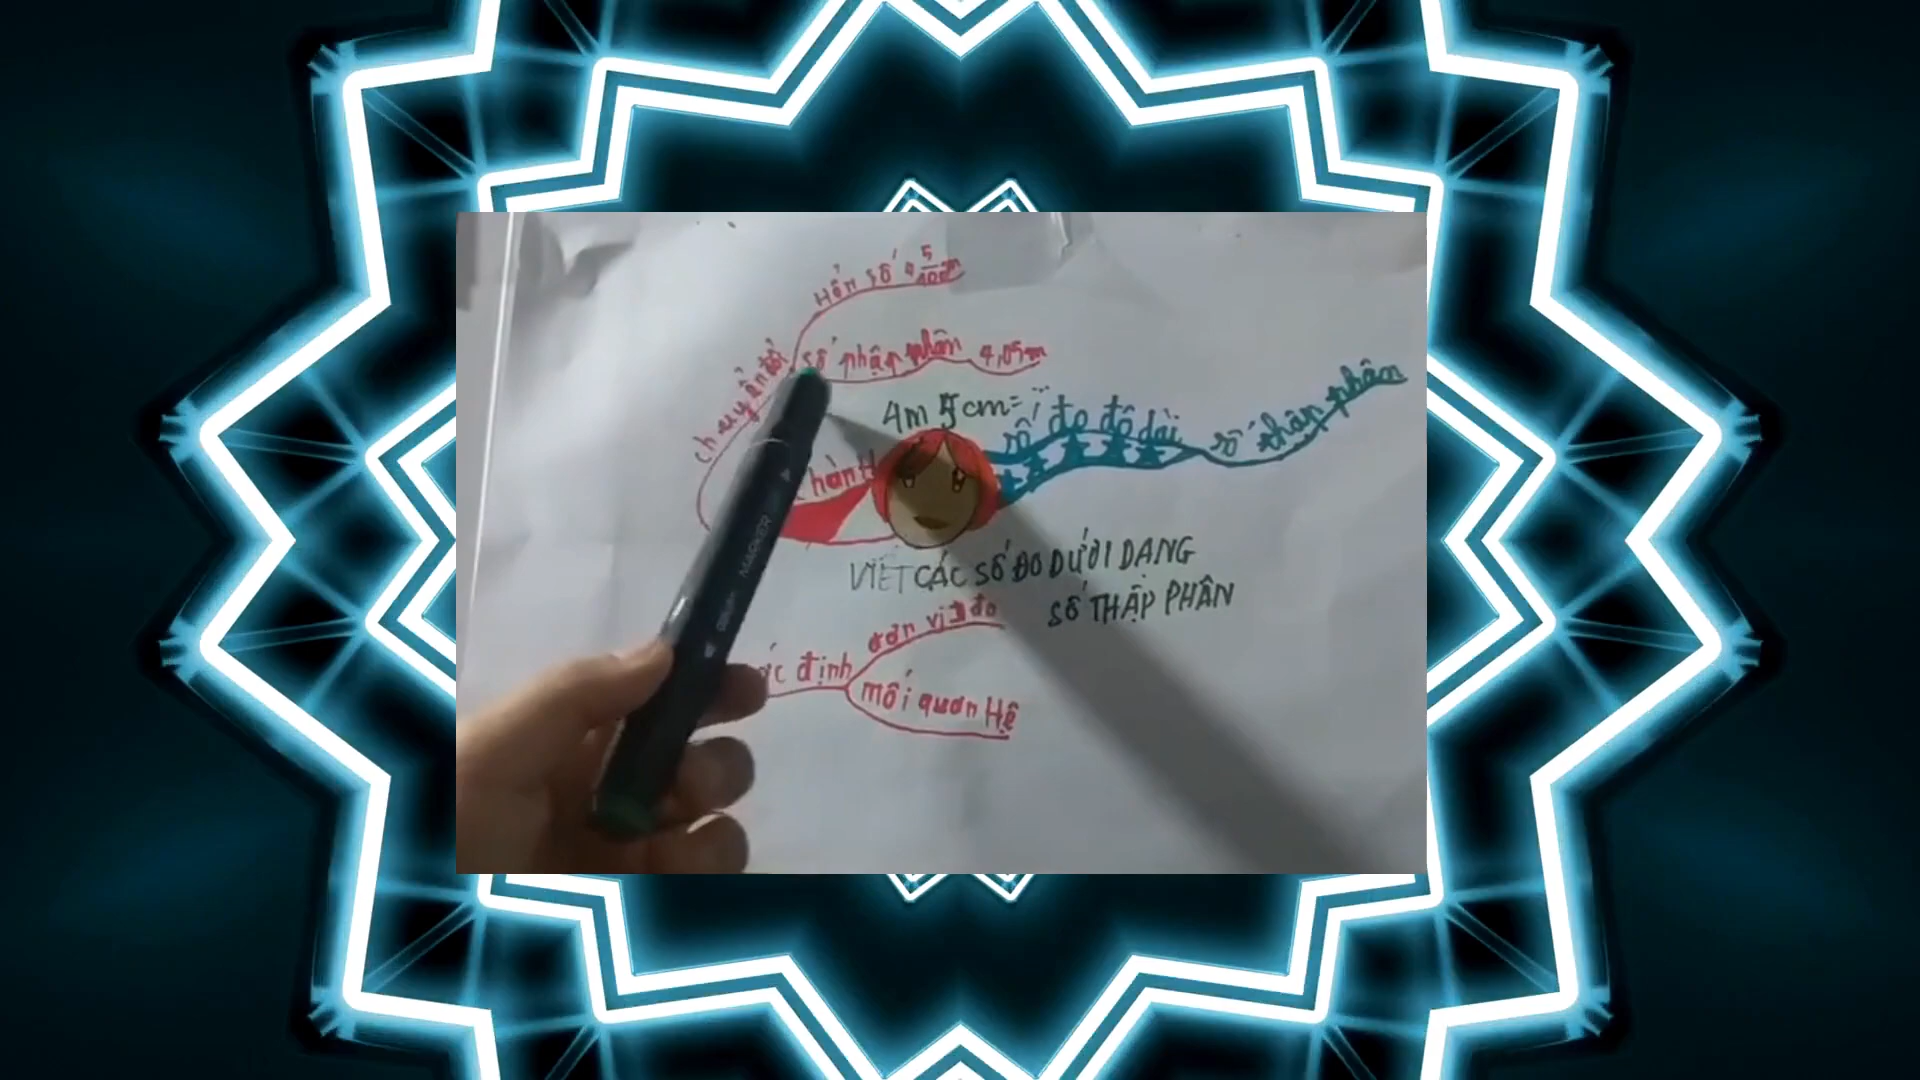 Hỗn số 4 5/100 m
chuyển đổi
số thập phân 4,05m
4m 5cm= ...
số đo độ dài
số thập phân
VIẾT CÁC SỐ ĐO DƯỚI DẠNG
SỐ THẬP PHÂN
đơn vị đo
định
mối quan Hệ
MARKER